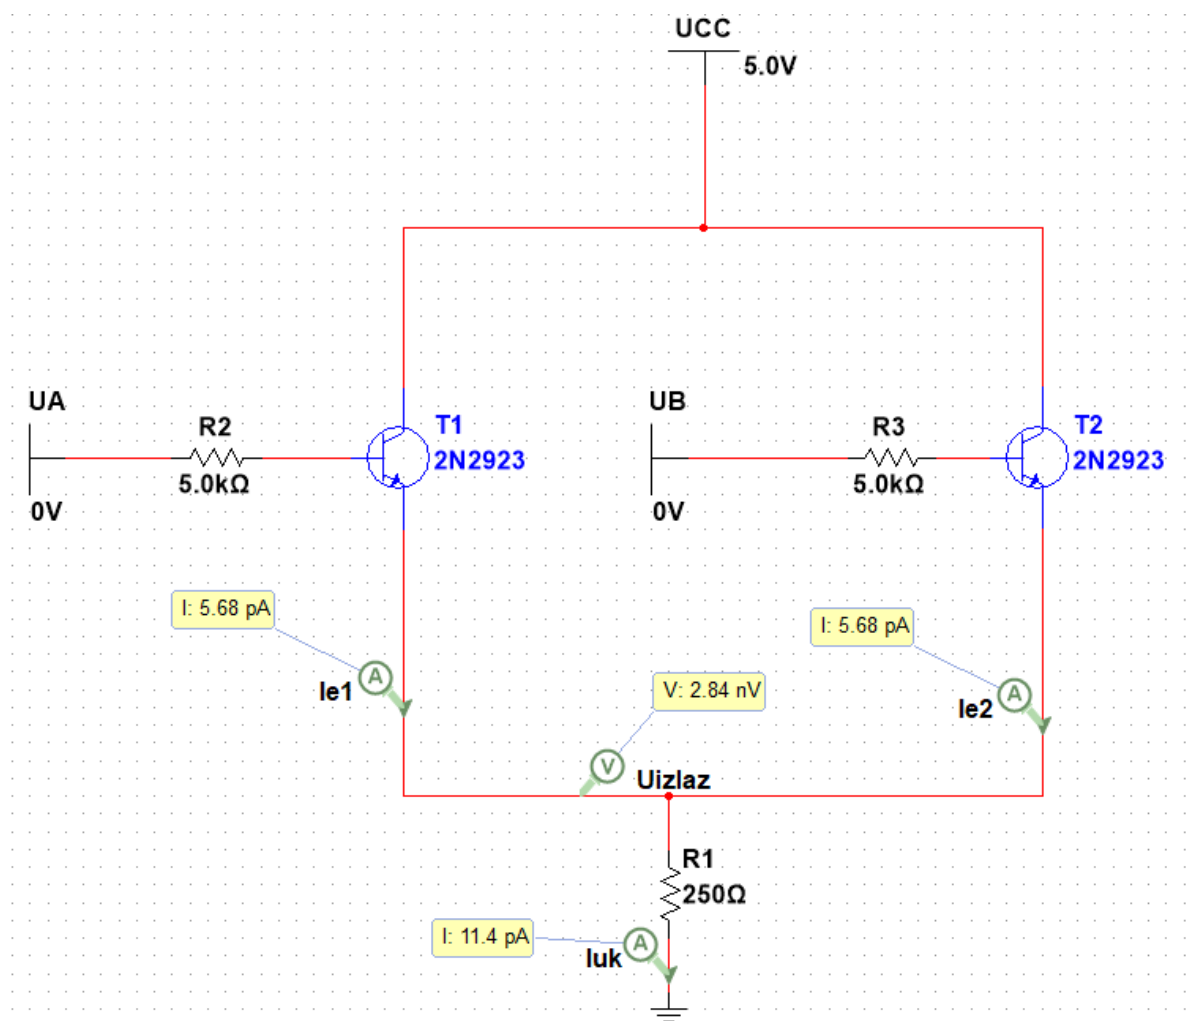 UCC
5.0V
UA
R2
5.0kΩ
0V
T1
2N2923
UB
R3
5.0kΩ
0V
T2
2N2923
I: 5.68 pA
A
Ie1
I: 5.68 pA
A
Ie2
V: 2.84 nV
V
Uizlaz
R1
250Ω
I: 11.4 pA
A
Iuk